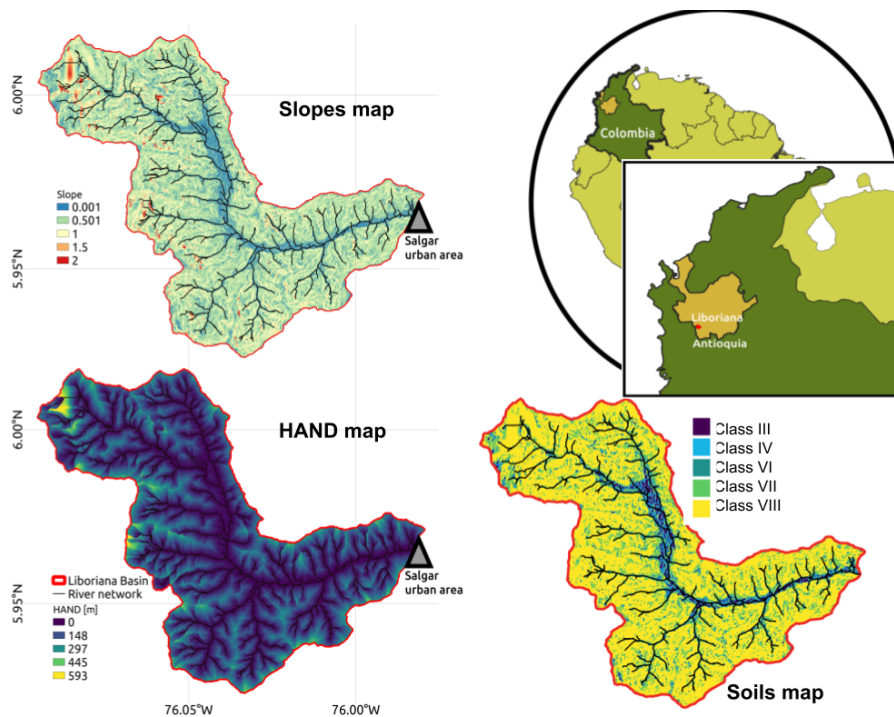 6.00°N
5.95°N
Slopes map
Slope
0.001
0.501
1
1.5
2
Salgar
urban area
Colombia
Liboriana
Antioquia
6.00°N
5.95°N
HAND map
Liboriana Basin
River network
HAND [m]
0
148
297
445
593
Salgar
urban area
76.05°W
76.00°W
Class III
Class IV
Class VI
Class VII
Class VIII
Soils map